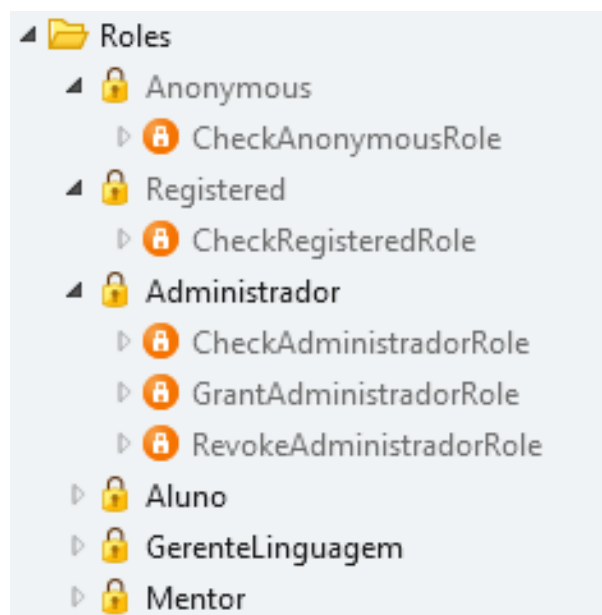 Roles
Anonymous
CheckAnonymousRole
Registered
CheckRegisteredRole
Administrador
CheckAdministradorRole
GrantAdministradorRole
RevokeAdministradorRole
Aluno
GerenteLinguagem
Mentor